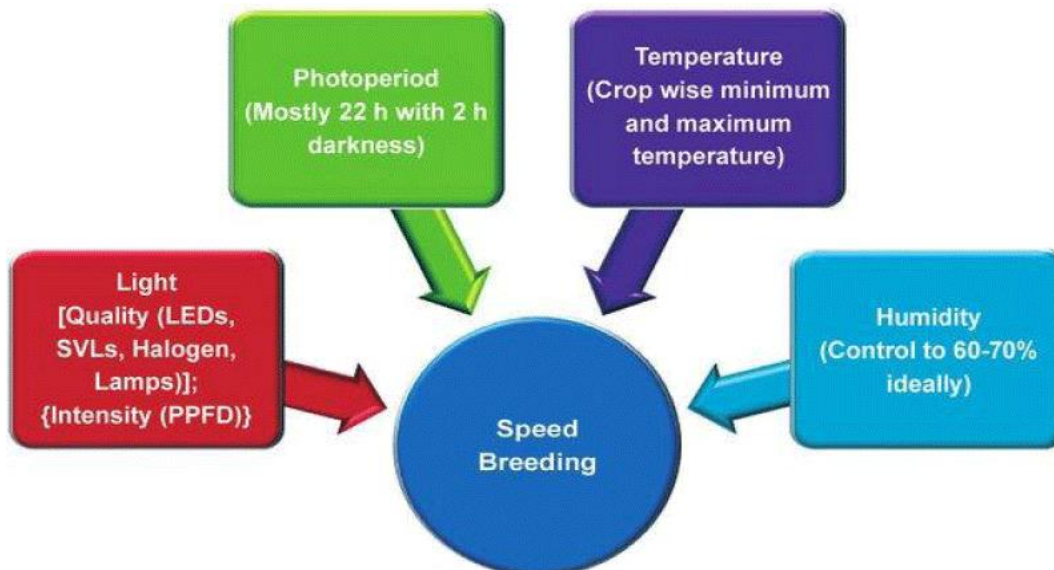 Photoperiod
(Mostly 22 h with 2 h
darkness)
Temperature
(Crop wise minimum
and maximum
temperature)
Light
[Quality (LEDs,
SVLs, Halogen,
Lamps)];
{Intensity (PPFD)}
Humidity
(Control to 60-70%
ideally)
Speed
Breeding